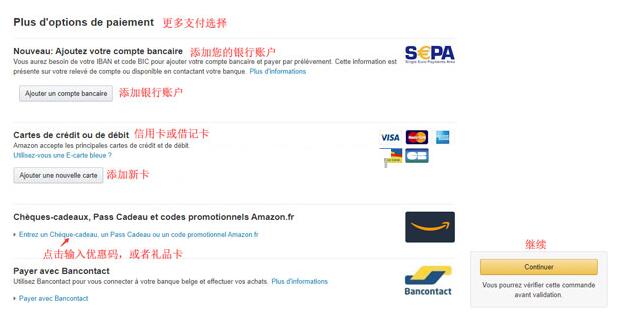 Plus d'options de paiement 更多支付选择
Nouveau: Ajoutez votre compte bancaire 添加您的银行账户
Vous aurez besoin de votre IBAN et code BIC pour ajouter votre compte bancaire et payer par prélèvement. Cette information est
présente sur votre relevé de compte ou disponible en contactant votre banque. Plus d'informations
SEPA
Single Euro Payments Area
Ajouter un compte bancaire 添加银行账户
Cartes de crédit ou de débit 信用卡或借记卡
Amazon accepte les principales cartes de crédit et de débit.
Utilisez-vous une E-carte bleue ?
VISA MasterCard
Ajouter une nouvelle carte 添加新卡
Chèques-cadeaux, Pass Cadeau et codes promotionnels Amazon.fr
Entrez un Chèque-cadeau, un Pass Cadeau ou un code promotionnel Amazon.fr
点击输入优惠码，或者礼品卡
Payer avec Bancontact
Utilisez Bancontact pour vous connecter à votre banque belge et effectuer vos achats. Plus d'informations
Payer avec Bancontact
Bancontact
继续
Continuer
Vous pourrez vérifier cette commande
avant validation.